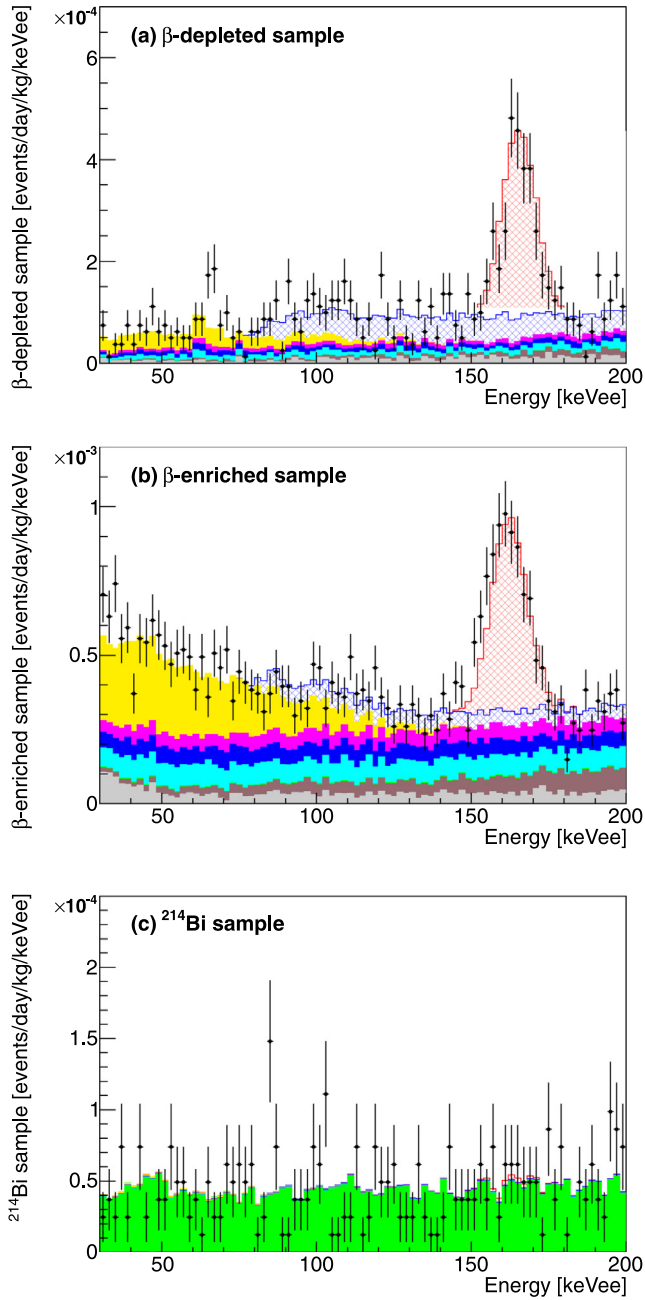 ×10⁻⁴
(a) β-depleted sample
β-depleted sample [events/day/kg/keVee]
6
4
2
0
50 100 150 200
Energy [keVee]
×10⁻³
(b) β-enriched sample
β-enriched sample [events/day/kg/keVee]
1
0.5
0
50 100 150 200
Energy [keVee]
×10⁻⁴
(c) ²¹⁴Bi sample
²¹⁴Bi sample [events/day/kg/keVee]
2
1.5
1
0.5
0
50 100 150 200
Energy [keVee]